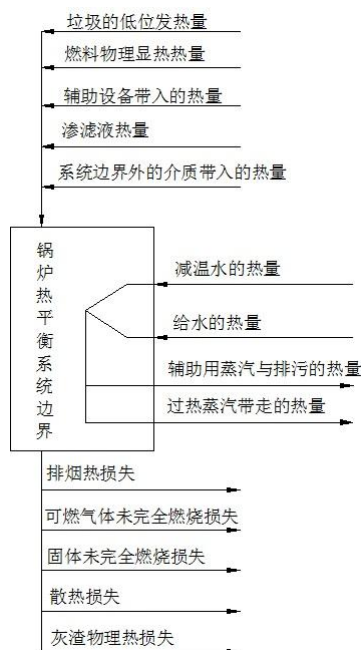 垃圾的低位发热量
燃料物理显热热量
辅助设备带入的热量
渗滤液热量
系统边界外的介质带入的热量
锅炉热平衡系统边界
减温水的热量
给水的热量
辅助用蒸汽与排污的热量
过热蒸汽带走的热量
排烟热损失
可燃气体未完全燃烧损失
固体未完全燃烧损失
散热损失
灰渣物理热损失